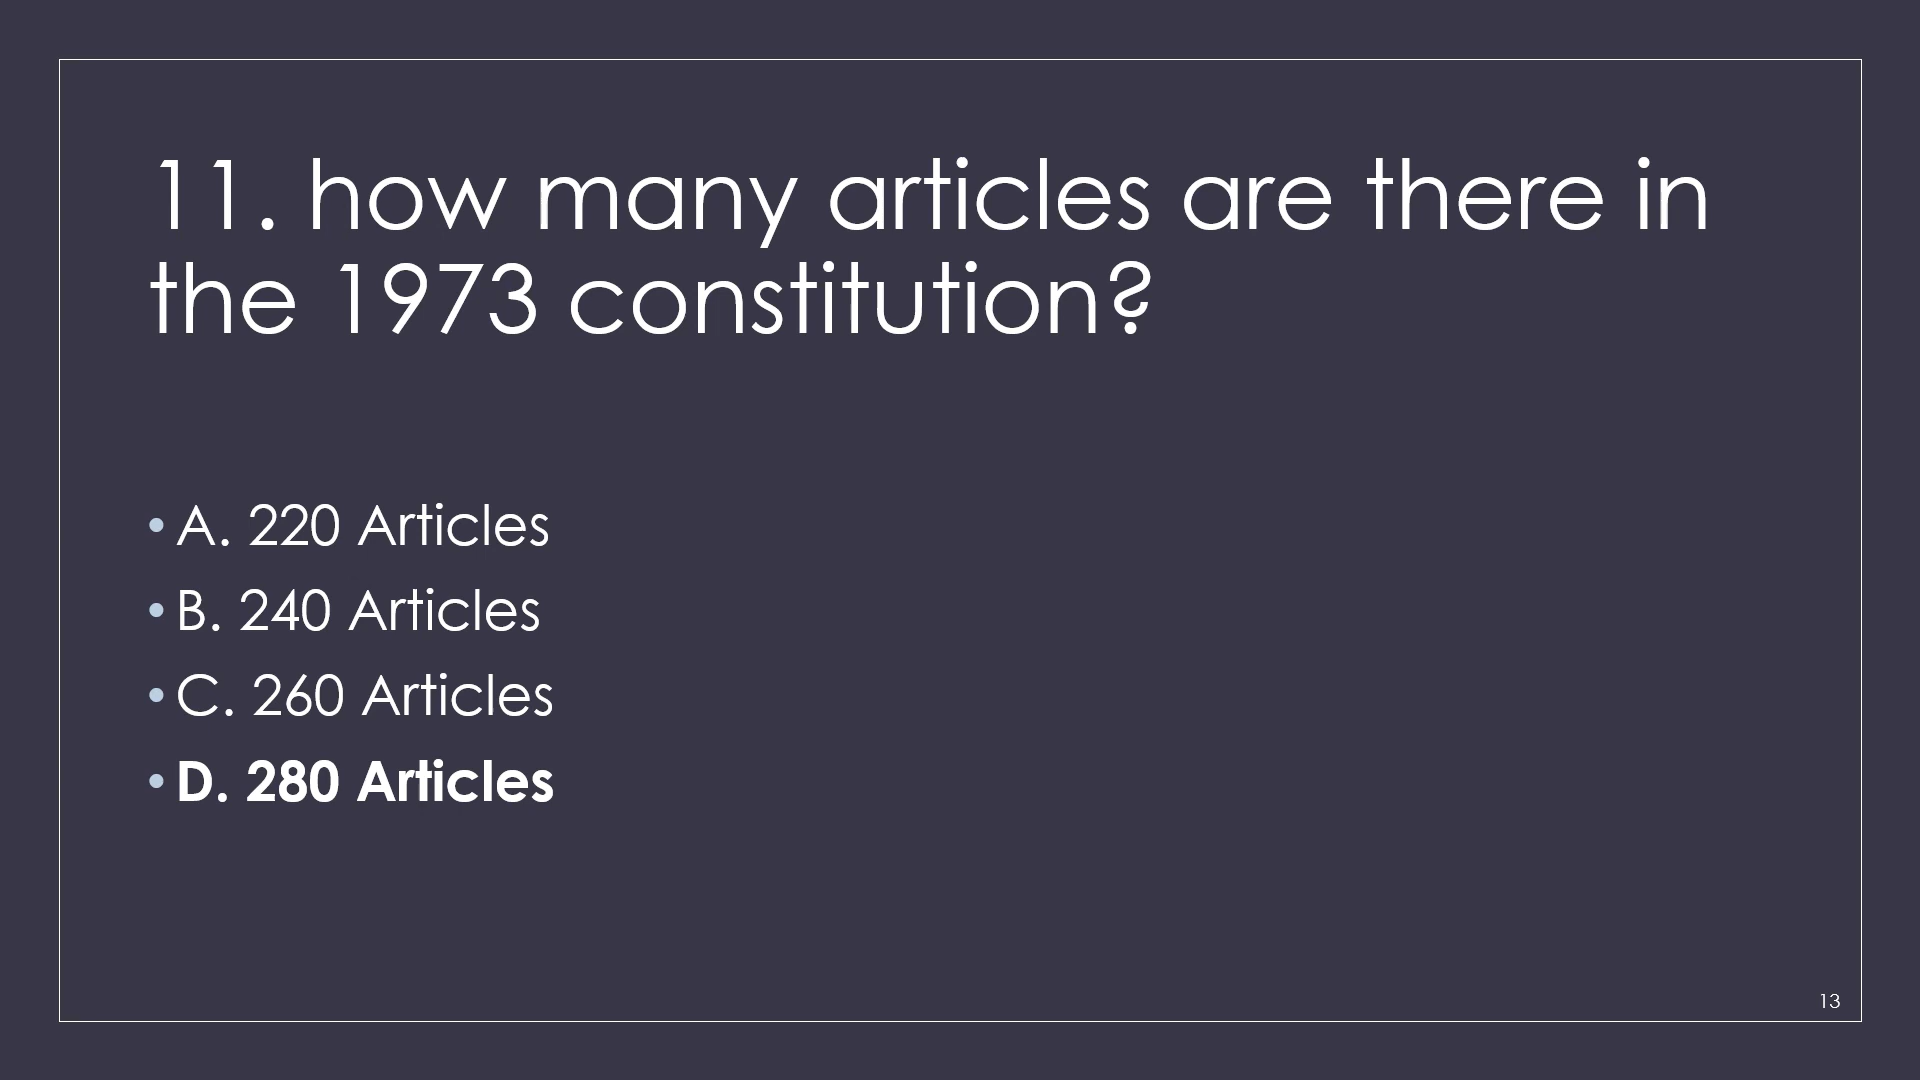 11. how many articles are there in
the 1973 constitution?
• A. 220 Articles
• B. 240 Articles
• C. 260 Articles
• D. 280 Articles
13